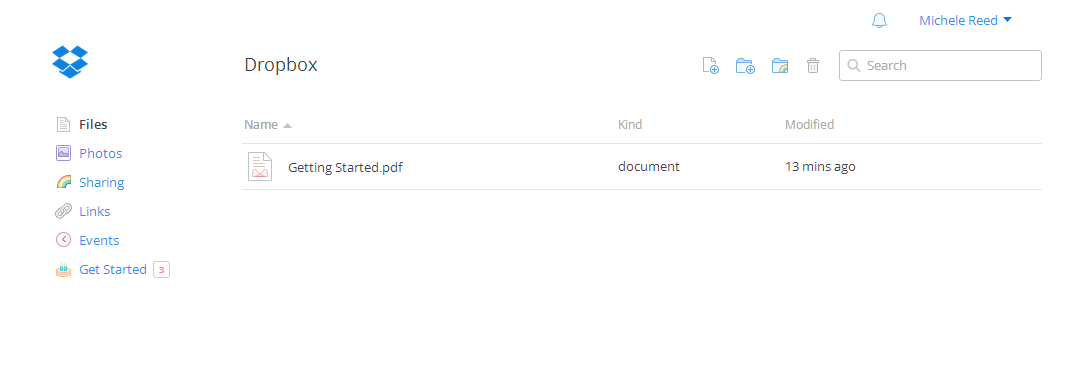 Michele Reed
Dropbox
Search
Files
Photos
Sharing
Links
Events
Get Started 3
Name Kind Modified
Getting Started.pdf document 13 mins ago